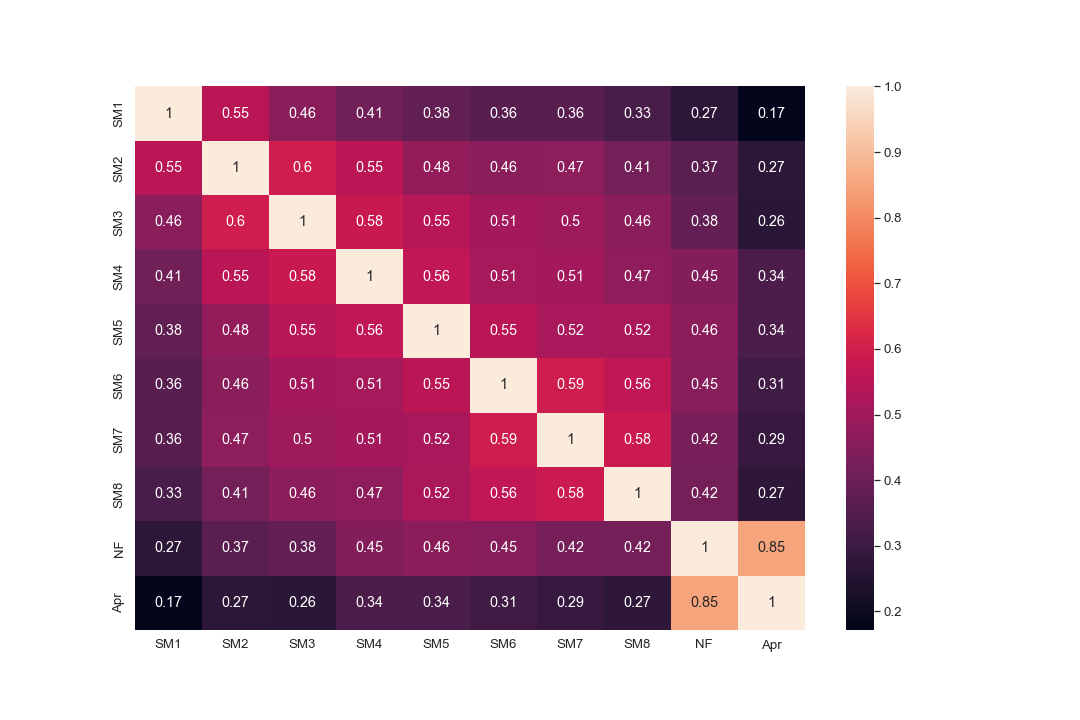 SM1 1 0.55 0.46 0.41 0.38 0.36 0.36 0.33 0.27 0.17
SM2 0.55 1 0.6 0.55 0.48 0.46 0.47 0.41 0.37 0.27
SM3 0.46 0.6 1 0.58 0.55 0.51 0.5 0.46 0.38 0.26
SM4 0.41 0.55 0.58 1 0.56 0.51 0.51 0.47 0.45 0.34
SM5 0.38 0.48 0.55 0.56 1 0.55 0.52 0.52 0.46 0.34
SM6 0.36 0.46 0.51 0.51 0.55 1 0.59 0.56 0.45 0.31
SM7 0.36 0.47 0.5 0.51 0.52 0.59 1 0.58 0.42 0.29
SM8 0.33 0.41 0.46 0.47 0.52 0.56 0.58 1 0.42 0.27
NF 0.27 0.37 0.38 0.45 0.46 0.45 0.42 0.42 1 0.85
Apr 0.17 0.27 0.26 0.34 0.34 0.31 0.29 0.27 0.85 1
SM1 SM2 SM3 SM4 SM5 SM6 SM7 SM8 NF Apr
1.0
0.9
0.8
0.7
0.6
0.5
0.4
0.3
0.2